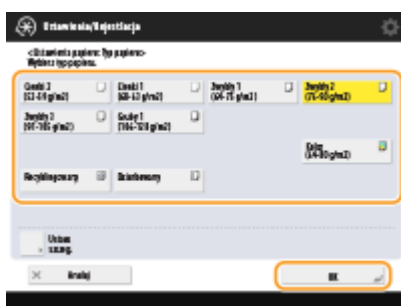 Ustawienia/Rejestracja
<Ustawienia papieru: Typ papieru>
Wybierz typ papieru.
Cienki 2
(52-59 g/m2)
Cienki 1
(60-63 g/m2)
Zwykły 1
(64-75 g/m2)
Zwykły 2
(76-90 g/m2)
Zwykły 3
(91-105 g/m2)
Gruby 1
(106-128 g/m2)
Kolor
(64-80 g/m2)
Recyklingowany
Dziurkowany
Ustaw.
szczeg.
Anuluj
OK